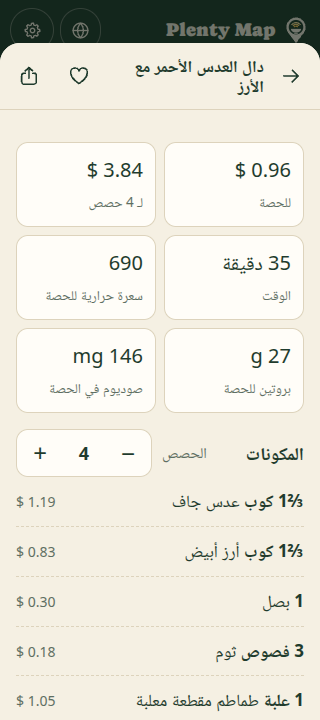 Plenty Map
دال العدس الأحمر مع
الأرز
$ 0.96
للحصة
$ 3.84
لـ 4 حصص
35 دقيقة
الوقت
690
سعرة حرارية للحصة
27 g
بروتين للحصة
146 mg
صوديوم في الحصة
المكونات
الحصص
− 4 +
1⅔ كوب عدس جاف
$ 1.19
1⅔ كوب أرز أبيض
$ 0.83
1 بصل
$ 0.30
3 فصوص ثوم
$ 0.18
1 علبة طماطم مقطعة معلبة
$ 1.05